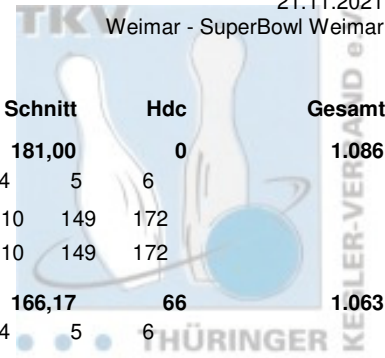 TKV
21.11.2021
Weimar - SuperBowl Weimar
Schnitt Hdc Gesamt
181,00 0 1.086
4 5 6
10 149 172
10 149 172
166,17 66 1.063
4 5 6
THÜRINGER
KEGLER-VERBAND e.V.